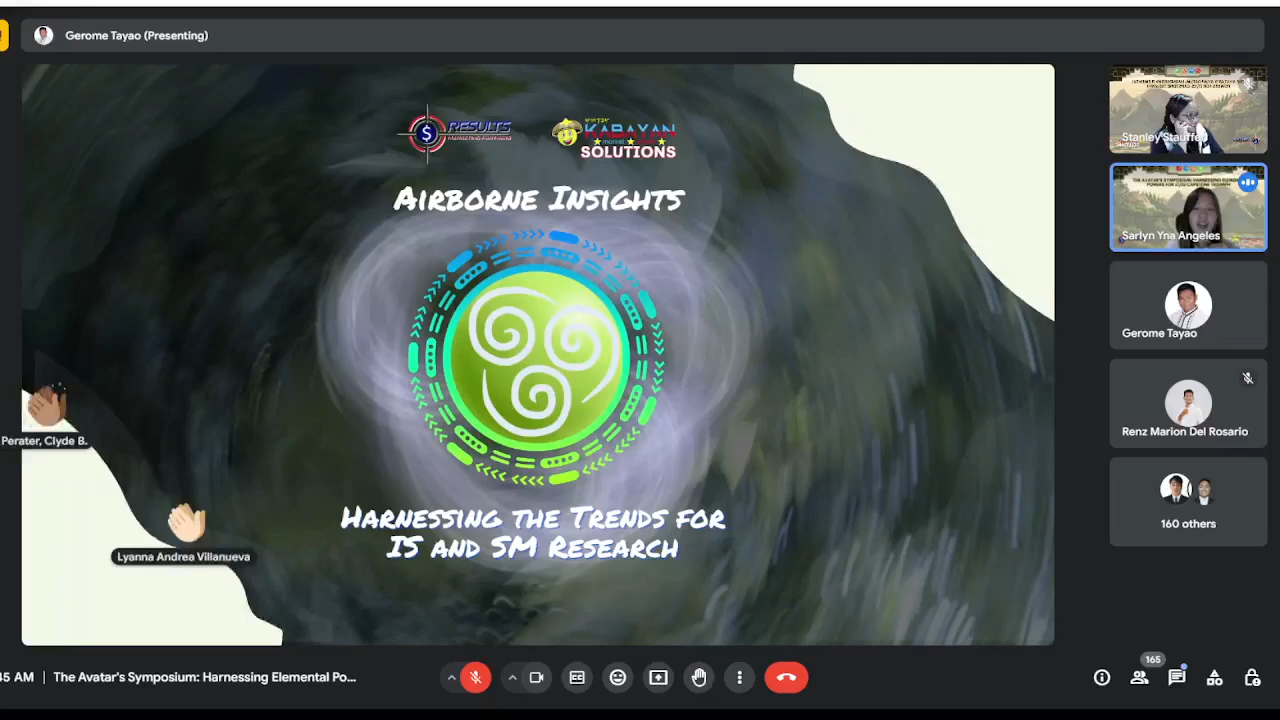 Gerome Tayao (Presenting)
RESULTS
KABAYAN
SOLUTIONS
AIRBORNE INSIGHTS
HARNESSING THE TRENDS FOR
IS AND SM RESEARCH
Perater, Clyde B.
Lyanna Andrea Villanueva
Stanley Stauffer
Sarlyn Yna Angeles
Gerome Tayao
Renz Marion Del Rosario
160 others
45 AM | The Avatar's Symposium: Harnessing Elemental Po...
165